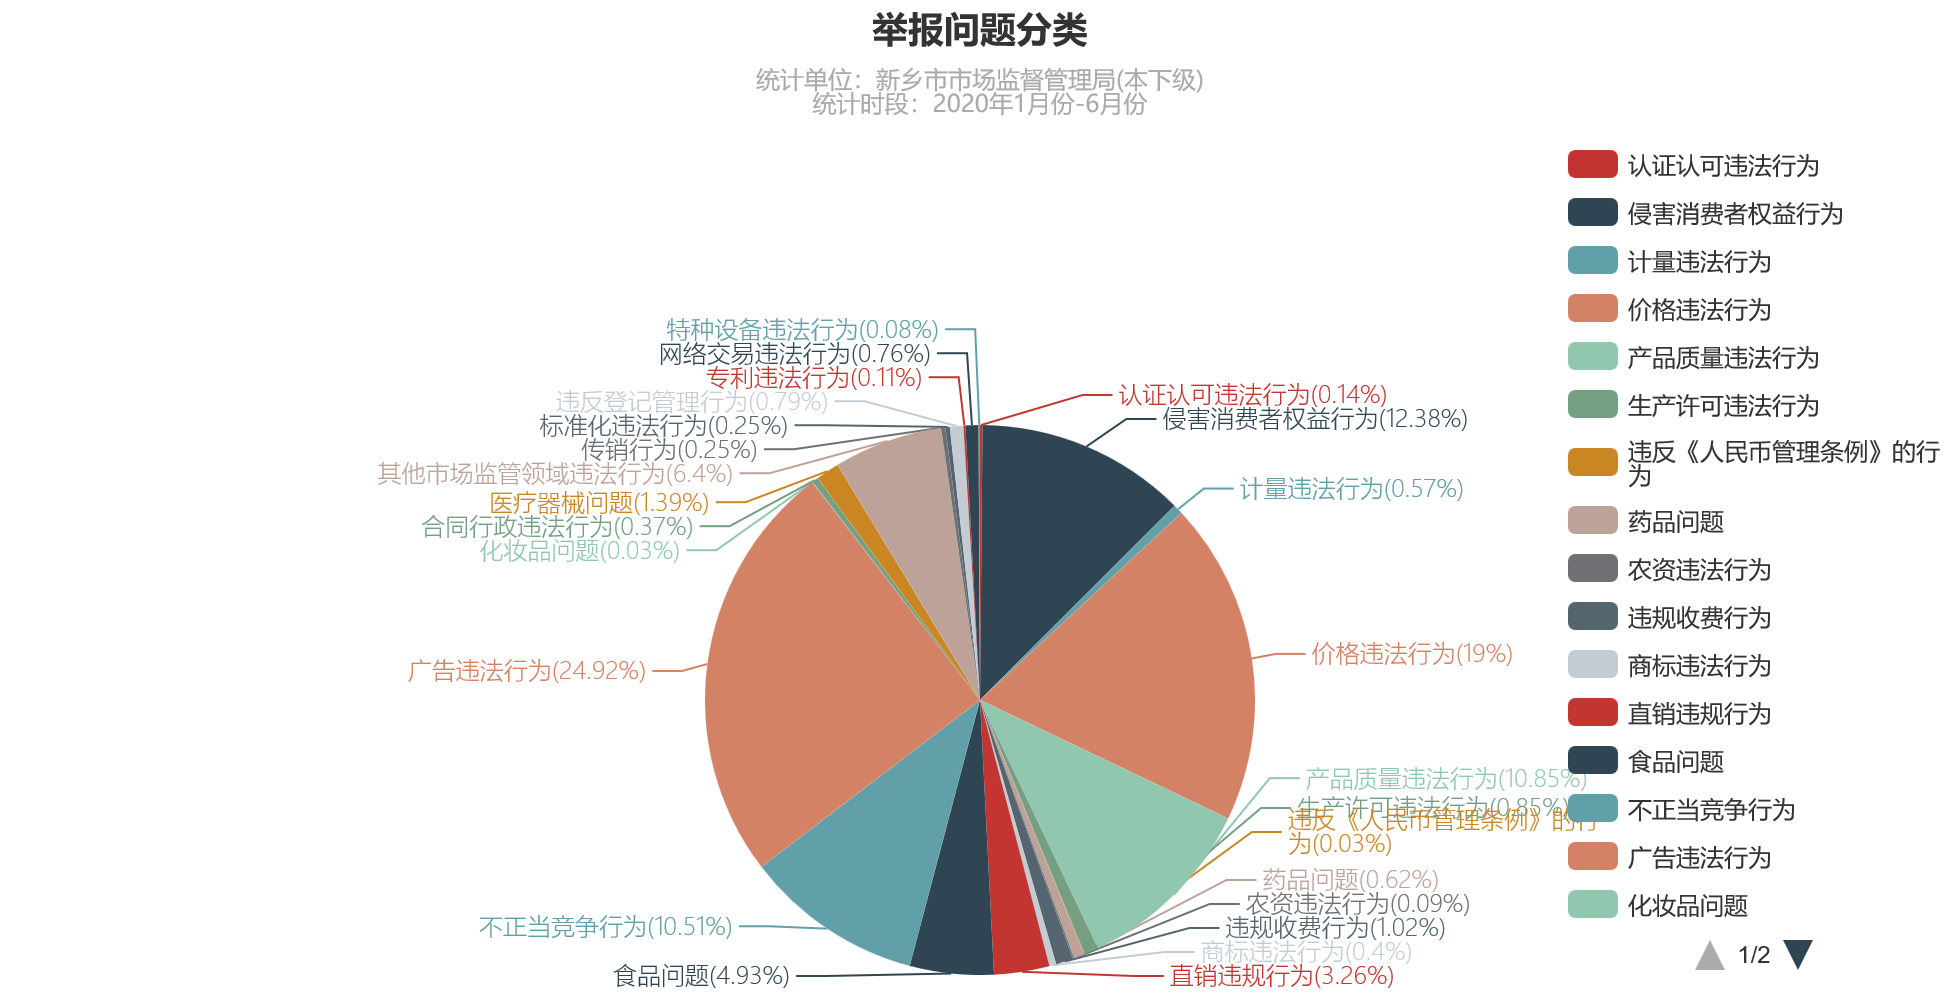 举报问题分类
统计单位：新乡市市场监督管理局(本下级)
统计时段：2020年1月份-6月份
特种设备违法行为(0.08%)
网络交易违法行为(0.76%)
专利违法行为(0.11%)
违反登记管理行为(0.79%)
标准化违法行为(0.25%)
传销行为(0.25%)
其他市场监管领域违法行为(6.4%)
医疗器械问题(1.39%)
合同行政违法行为(0.37%)
化妆品问题(0.03%)
广告违法行为(24.92%)
不正当竞争行为(10.51%)
食品问题(4.93%)
认证认可违法行为(0.14%)
侵害消费者权益行为(12.38%)
计量违法行为(0.57%)
价格违法行为(19%)
产品质量违法行为(10.85%)
生产许可违法行为(0.85%)
违反《人民币管理条例》的行
为(0.03%)
药品问题(0.62%)
农资违法行为(0.09%)
违规收费行为(1.02%)
商标违法行为(0.4%)
直销违规行为(3.26%)
认证认可违法行为
侵害消费者权益行为
计量违法行为
价格违法行为
产品质量违法行为
生产许可违法行为
违反《人民币管理条例》的行
为
药品问题
农资违法行为
违规收费行为
商标违法行为
直销违规行为
食品问题
不正当竞争行为
广告违法行为
化妆品问题
1/2